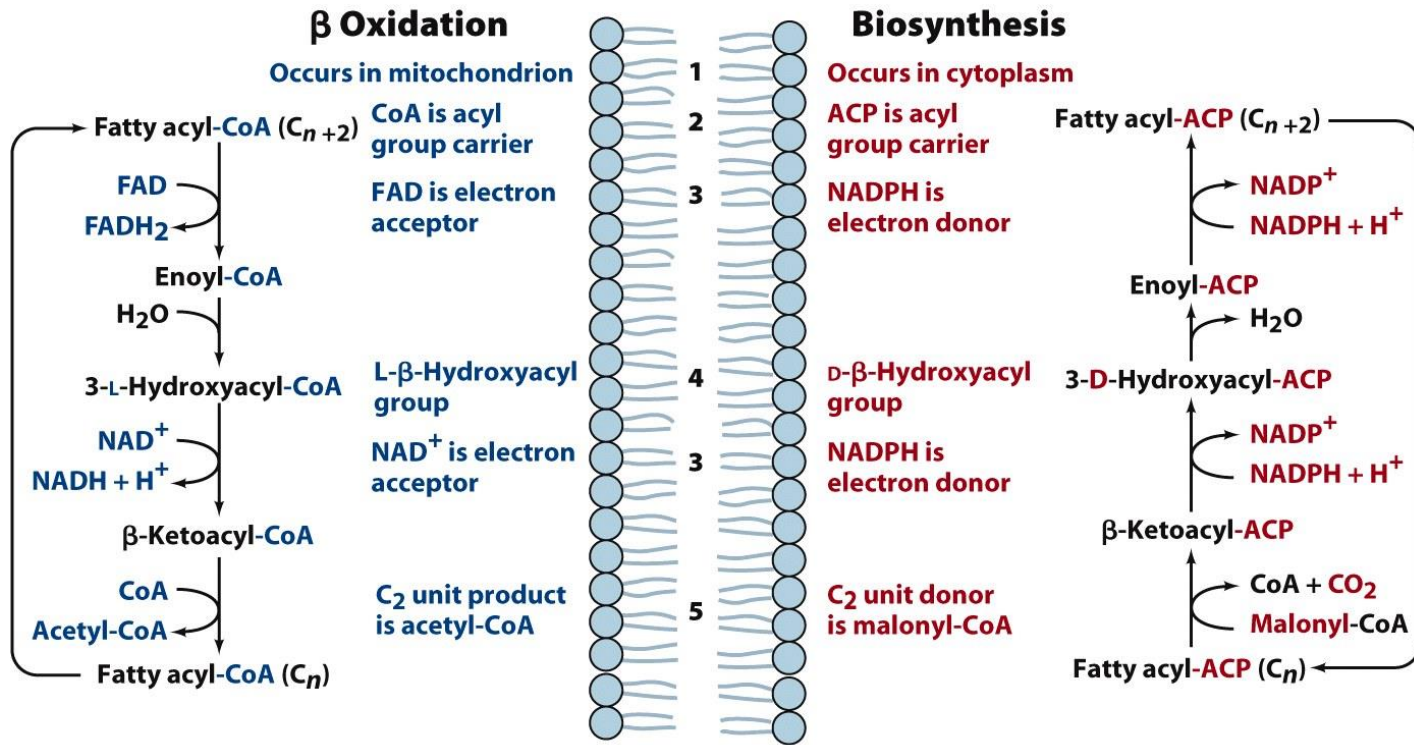 β Oxidation
Occurs in mitochondrion
Fatty acyl-CoA (Cn+2)
CoA is acyl
group carrier
FAD
FADH2
FAD is electron
acceptor
Enoyl-CoA
H2O
3-L-Hydroxyacyl-CoA
L-β-Hydroxyacyl
group
NAD+
NADH + H+
NAD+ is electron
acceptor
β-Ketoacyl-CoA
CoA
Acetyl-CoA
C2 unit product
is acetyl-CoA
Fatty acyl-CoA (Cn)
1
2
3
4
3
5
Biosynthesis
Occurs in cytoplasm
ACP is acyl
group carrier
Fatty acyl-ACP (Cn+2)
NADPH is
electron donor
NADP+
NADPH + H+
Enoyl-ACP
H2O
D-β-Hydroxyacyl
group
3-D-Hydroxyacyl-ACP
NADPH is
electron donor
NADP+
NADPH + H+
β-Ketoacyl-ACP
C2 unit donor
is malonyl-CoA
CoA + CO2
Malonyl-CoA
Fatty acyl-ACP (Cn)